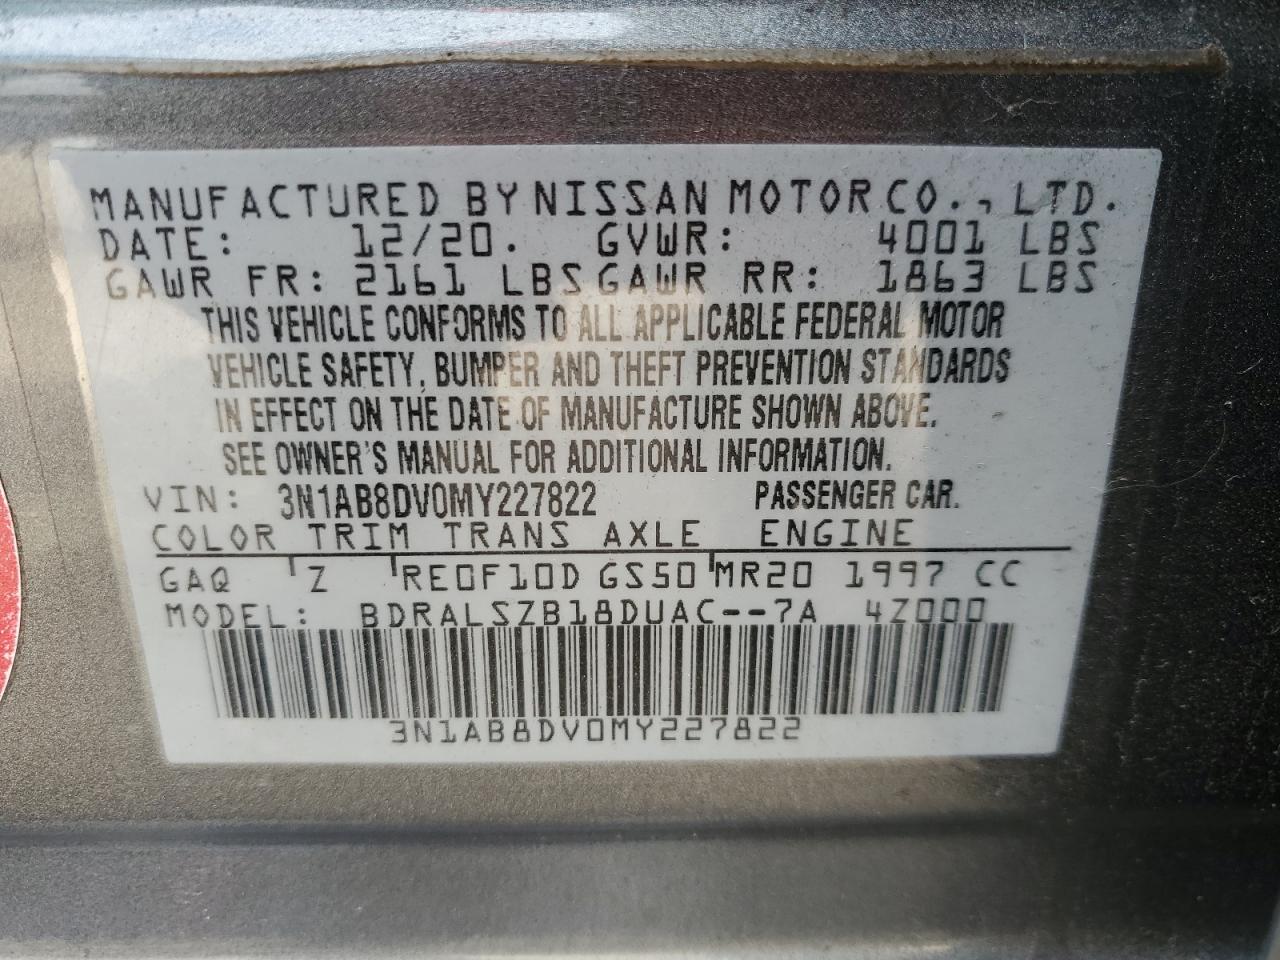 MANUFACTURED BY NISSAN MOTOR CO., LTD.
DATE: 12/20. GVWR: 4001 LBS
GAWR FR: 2161 LBS GAWR RR: 1863 LBS
THIS VEHICLE CONFORMS TO ALL APPLICABLE FEDERAL MOTOR
VEHICLE SAFETY, BUMPER AND THEFT PREVENTION STANDARDS
IN EFFECT ON THE DATE OF MANUFACTURE SHOWN ABOVE.
SEE OWNER'S MANUAL FOR ADDITIONAL INFORMATION.
VIN: 3N1AB8DV0MY227822 PASSENGER CAR.
COLOR TRIM TRANS AXLE ENGINE
GAQ Z RE0F10D GS50 MR20 1997 CC
MODEL: BDRALSZB18DUAC--7A 4Z000
3N1AB8DV0MY227822